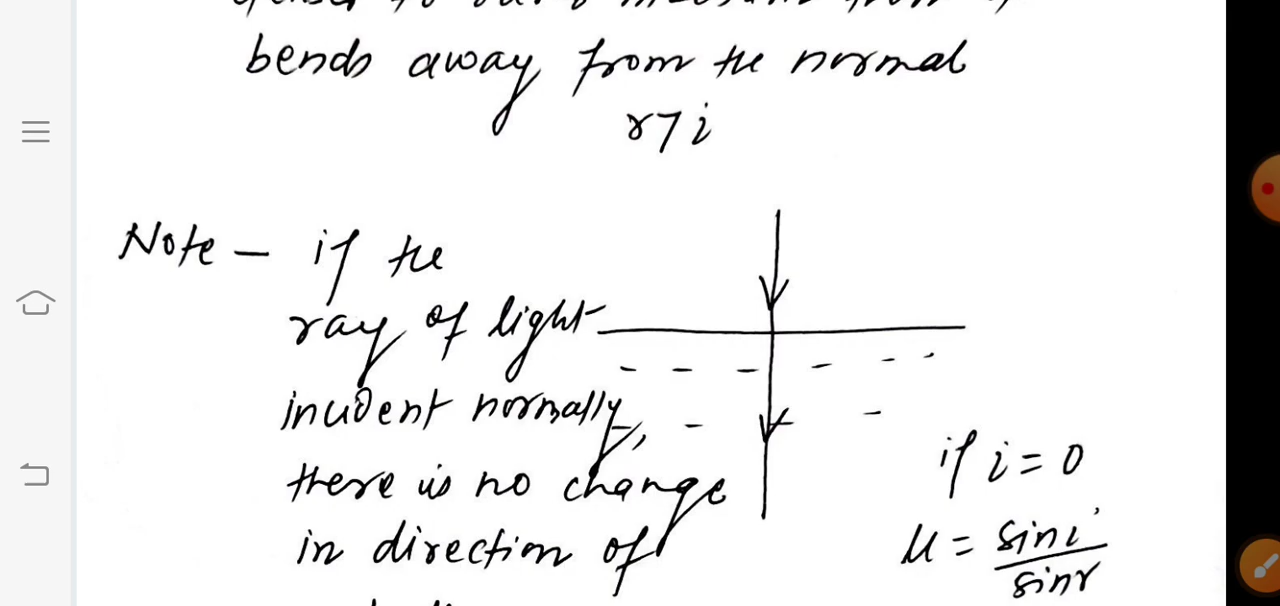 bends away from the normal
r > i
Note - if the
ray of light
incident normally,
there is no change
in direction of
if i = 0
μ = sin i / sin r